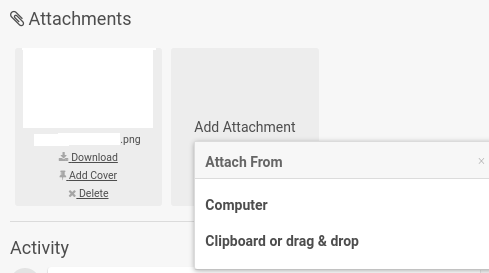 Attachments
.png
Download
Add Cover
Delete
Add Attachment
Attach From
×
Computer
Clipboard or drag & drop
Activity